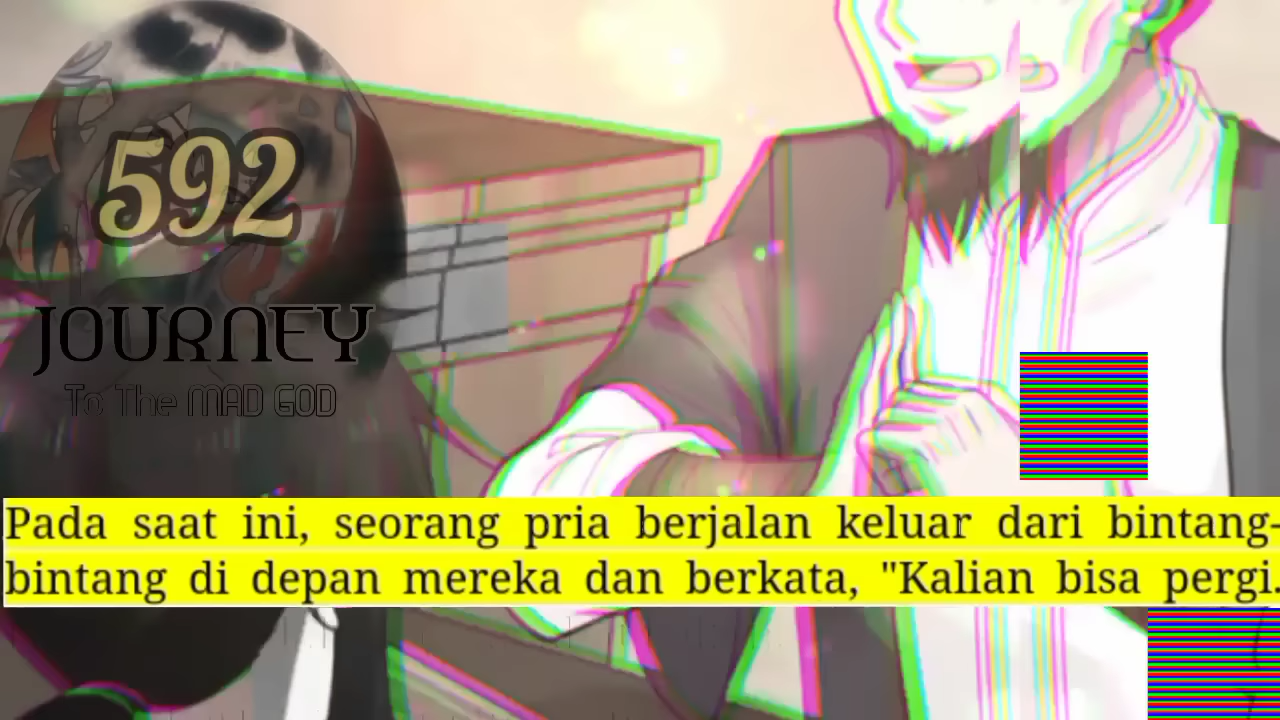 592
JOURNEY
To The MAD GOD
Pada saat ini, seorang pria berjalan keluar dari bintang-
bintang di depan mereka dan berkata, "Kalian bisa pergi.